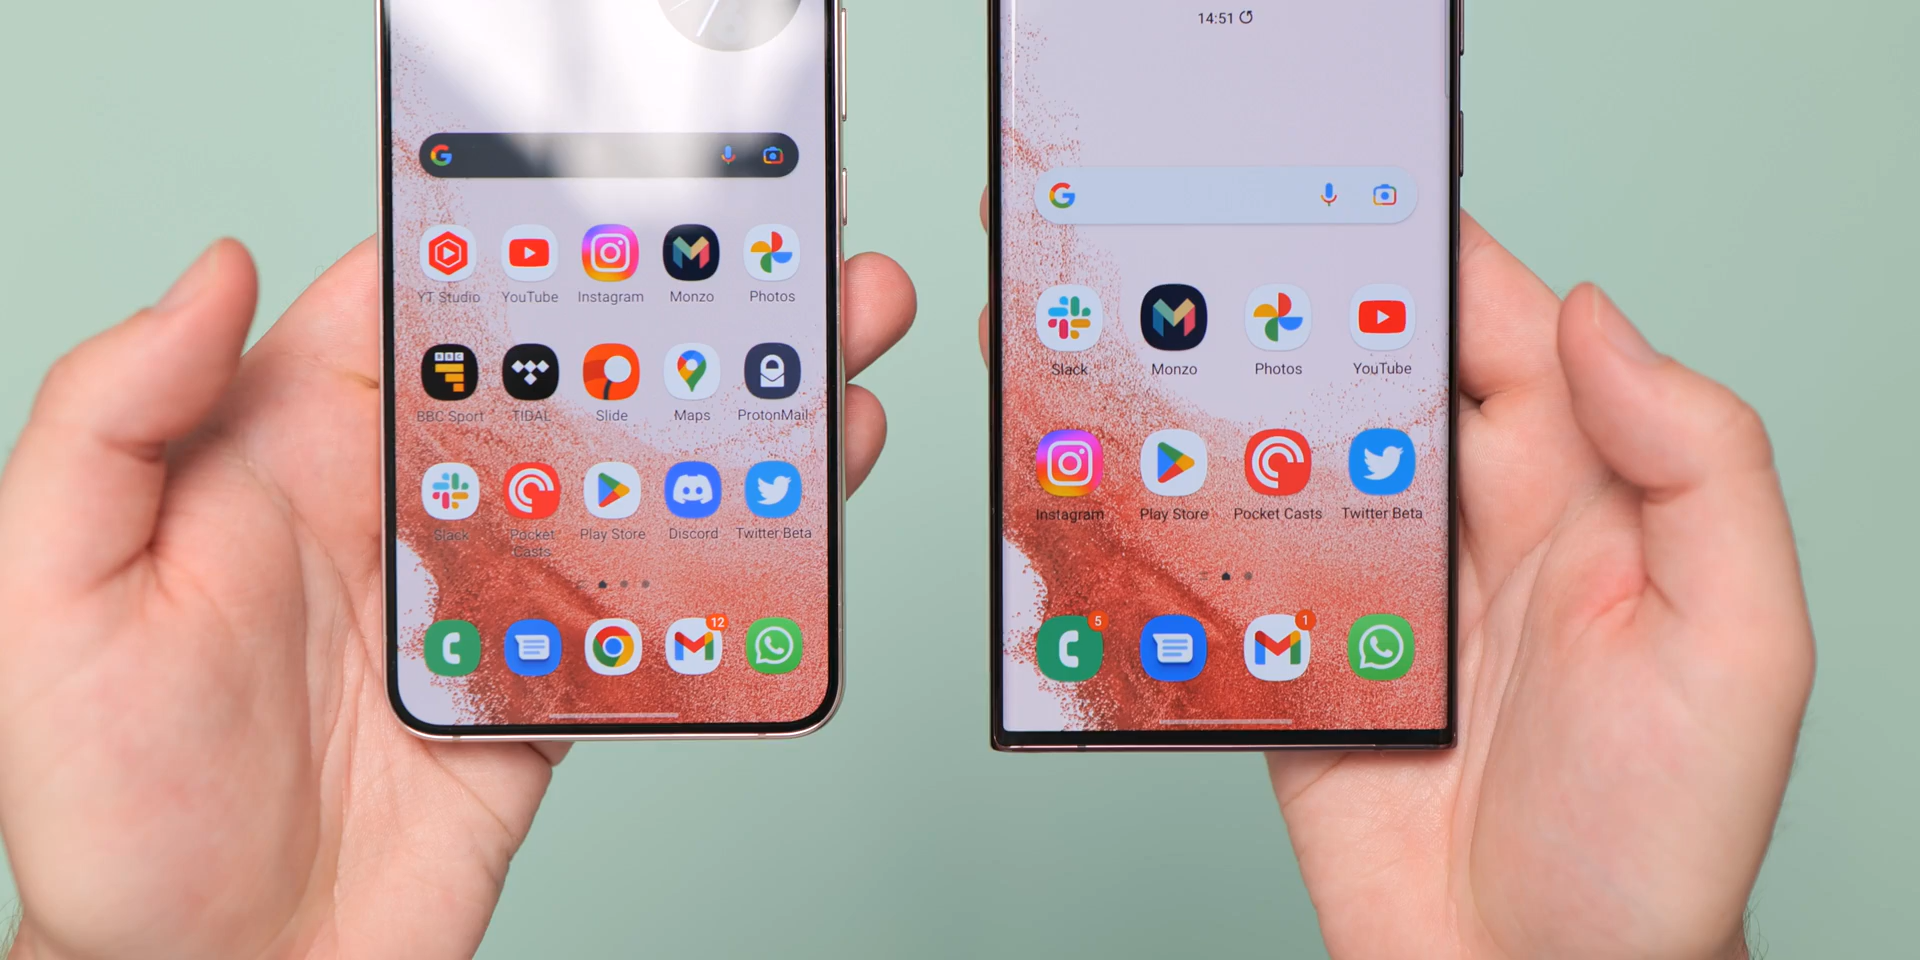 YT Studio YouTube Instagram Monzo Photos
BBC
BBC Sport TIDAL Slide Maps ProtonMail
Slack Pocket Casts Play Store Discord Twitter Beta
12
14:51
Slack Monzo Photos YouTube
Instagram Play Store Pocket Casts Twitter Beta
5 1